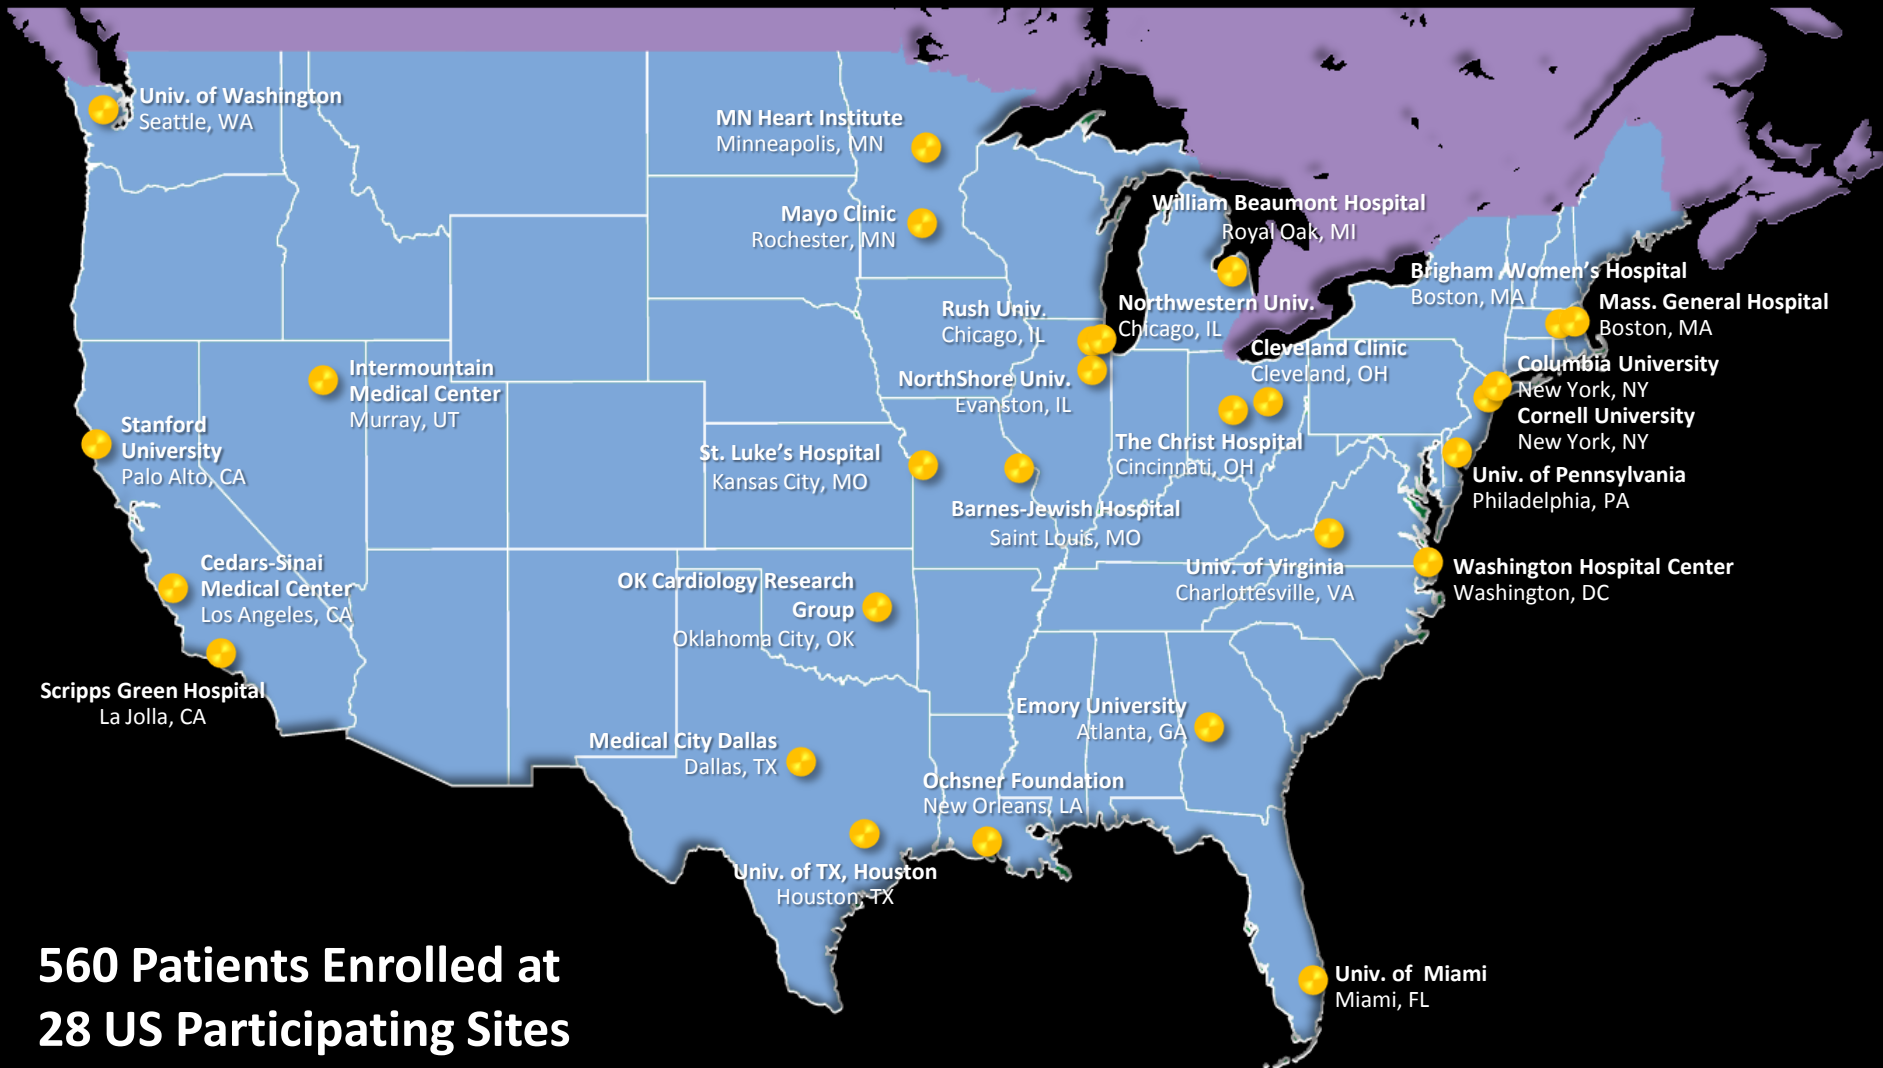 Univ. of Washington
Seattle, WA
MN Heart Institute
Minneapolis, MN
Mayo Clinic
Rochester, MN
William Beaumont Hospital
Royal Oak, MI
Brigham Women's Hospital
Boston, MA
Mass. General Hospital
Boston, MA
Rush Univ.
Chicago, IL
Northwestern Univ.
Chicago, IL
Cleveland Clinic
Cleveland, OH
Columbia University
New York, NY
Cornell University
New York, NY
Intermountain
Medical Center
Murray, UT
NorthShore Univ.
Evanston, IL
Stanford
University
Palo Alto, CA
St. Luke's Hospital
Kansas City, MO
The Christ Hospital
Cincinnati, OH
Univ. of Pennsylvania
Philadelphia, PA
Barnes-Jewish Hospital
Saint Louis, MO
Cedars-Sinai
Medical Center
Los Angeles, CA
OK Cardiology Research
Group
Oklahoma City, OK
Univ. of Virginia
Charlottesville, VA
Washington Hospital Center
Washington, DC
Scripps Green Hospital
La Jolla, CA
Emory University
Atlanta, GA
Medical City Dallas
Dallas, TX
Ochsner Foundation
New Orleans, LA
Univ. of TX, Houston
Houston, TX
Univ. of Miami
Miami, FL
560 Patients Enrolled at
28 US Participating Sites